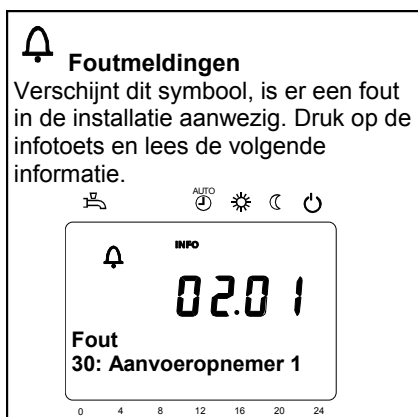 Foutmeldingen
Verschijnt dit symbool, is er een fout
in de installatie aanwezig. Druk op de
infotoets en lees de volgende
informatie.
AUTO
INFO
02.01
Fout
30: Aanvoeropnemer 1
0 4 8 12 16 20 24